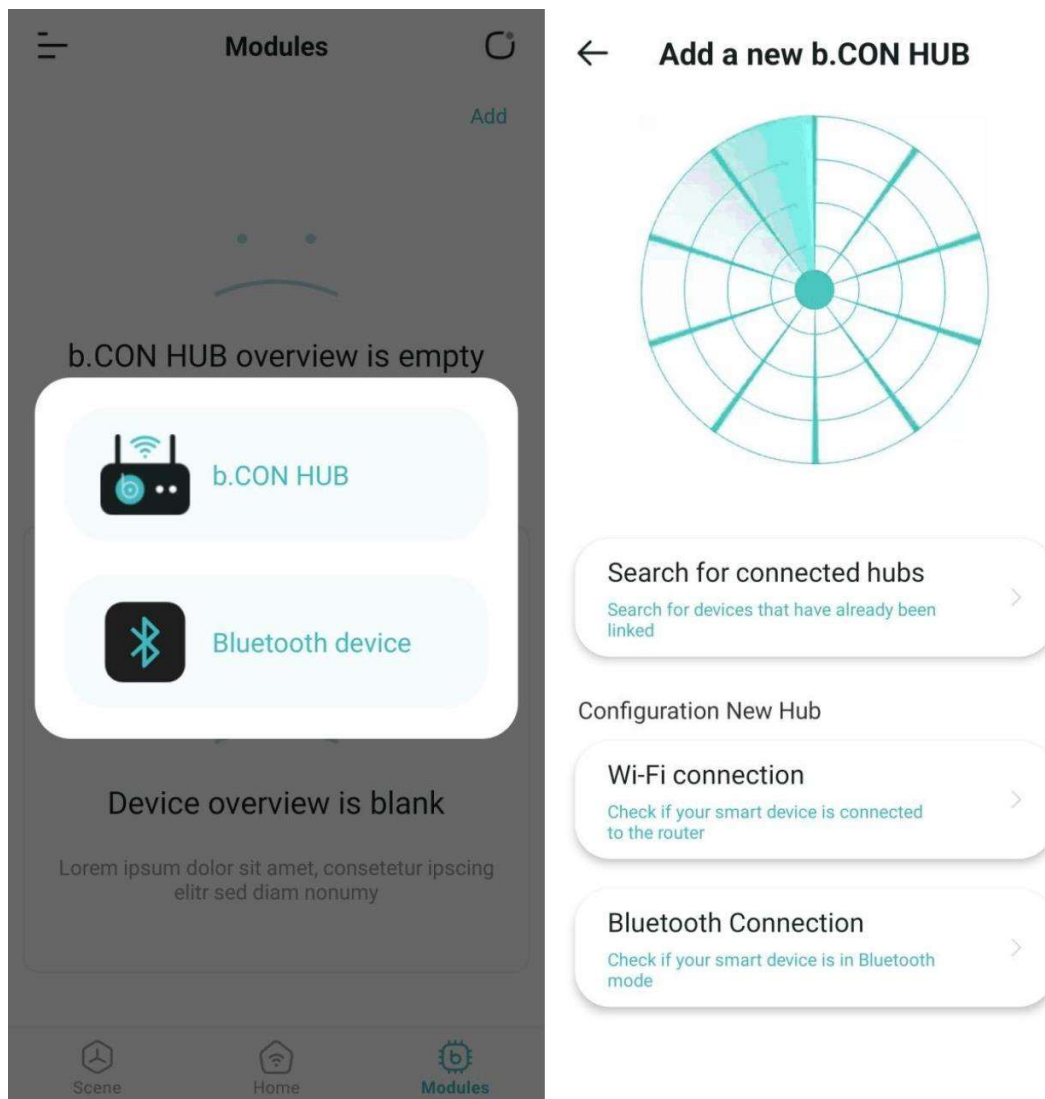 Modules
Add
b.CON HUB overview is empty
b.CON HUB
Bluetooth device
Device overview is blank
Lorem ipsum dolor sit amet, consetetur ipscing
elitr sed diam nonumy
Scene
Home
Modules
Add a new b.CON HUB
Search for connected hubs
Search for devices that have already been
linked
Configuration New Hub
Wi-Fi connection
Check if your smart device is connected
to the router
Bluetooth Connection
Check if your smart device is in Bluetooth
mode